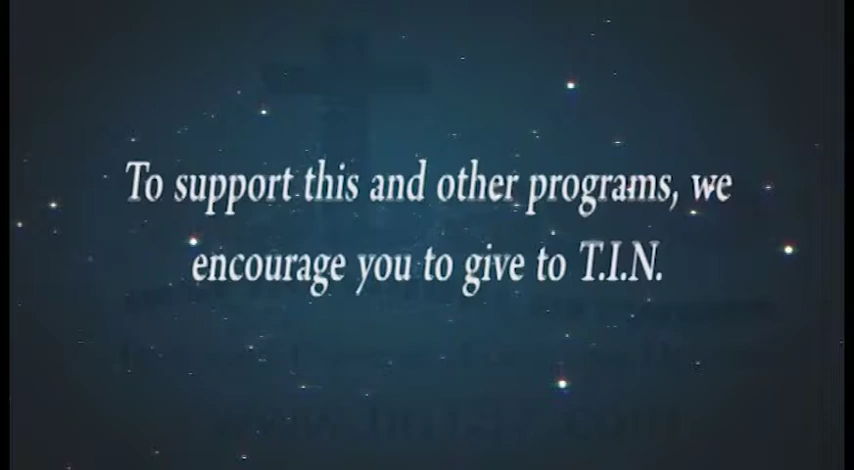 To support this and other programs, we
encourage you to give to T.I.N.